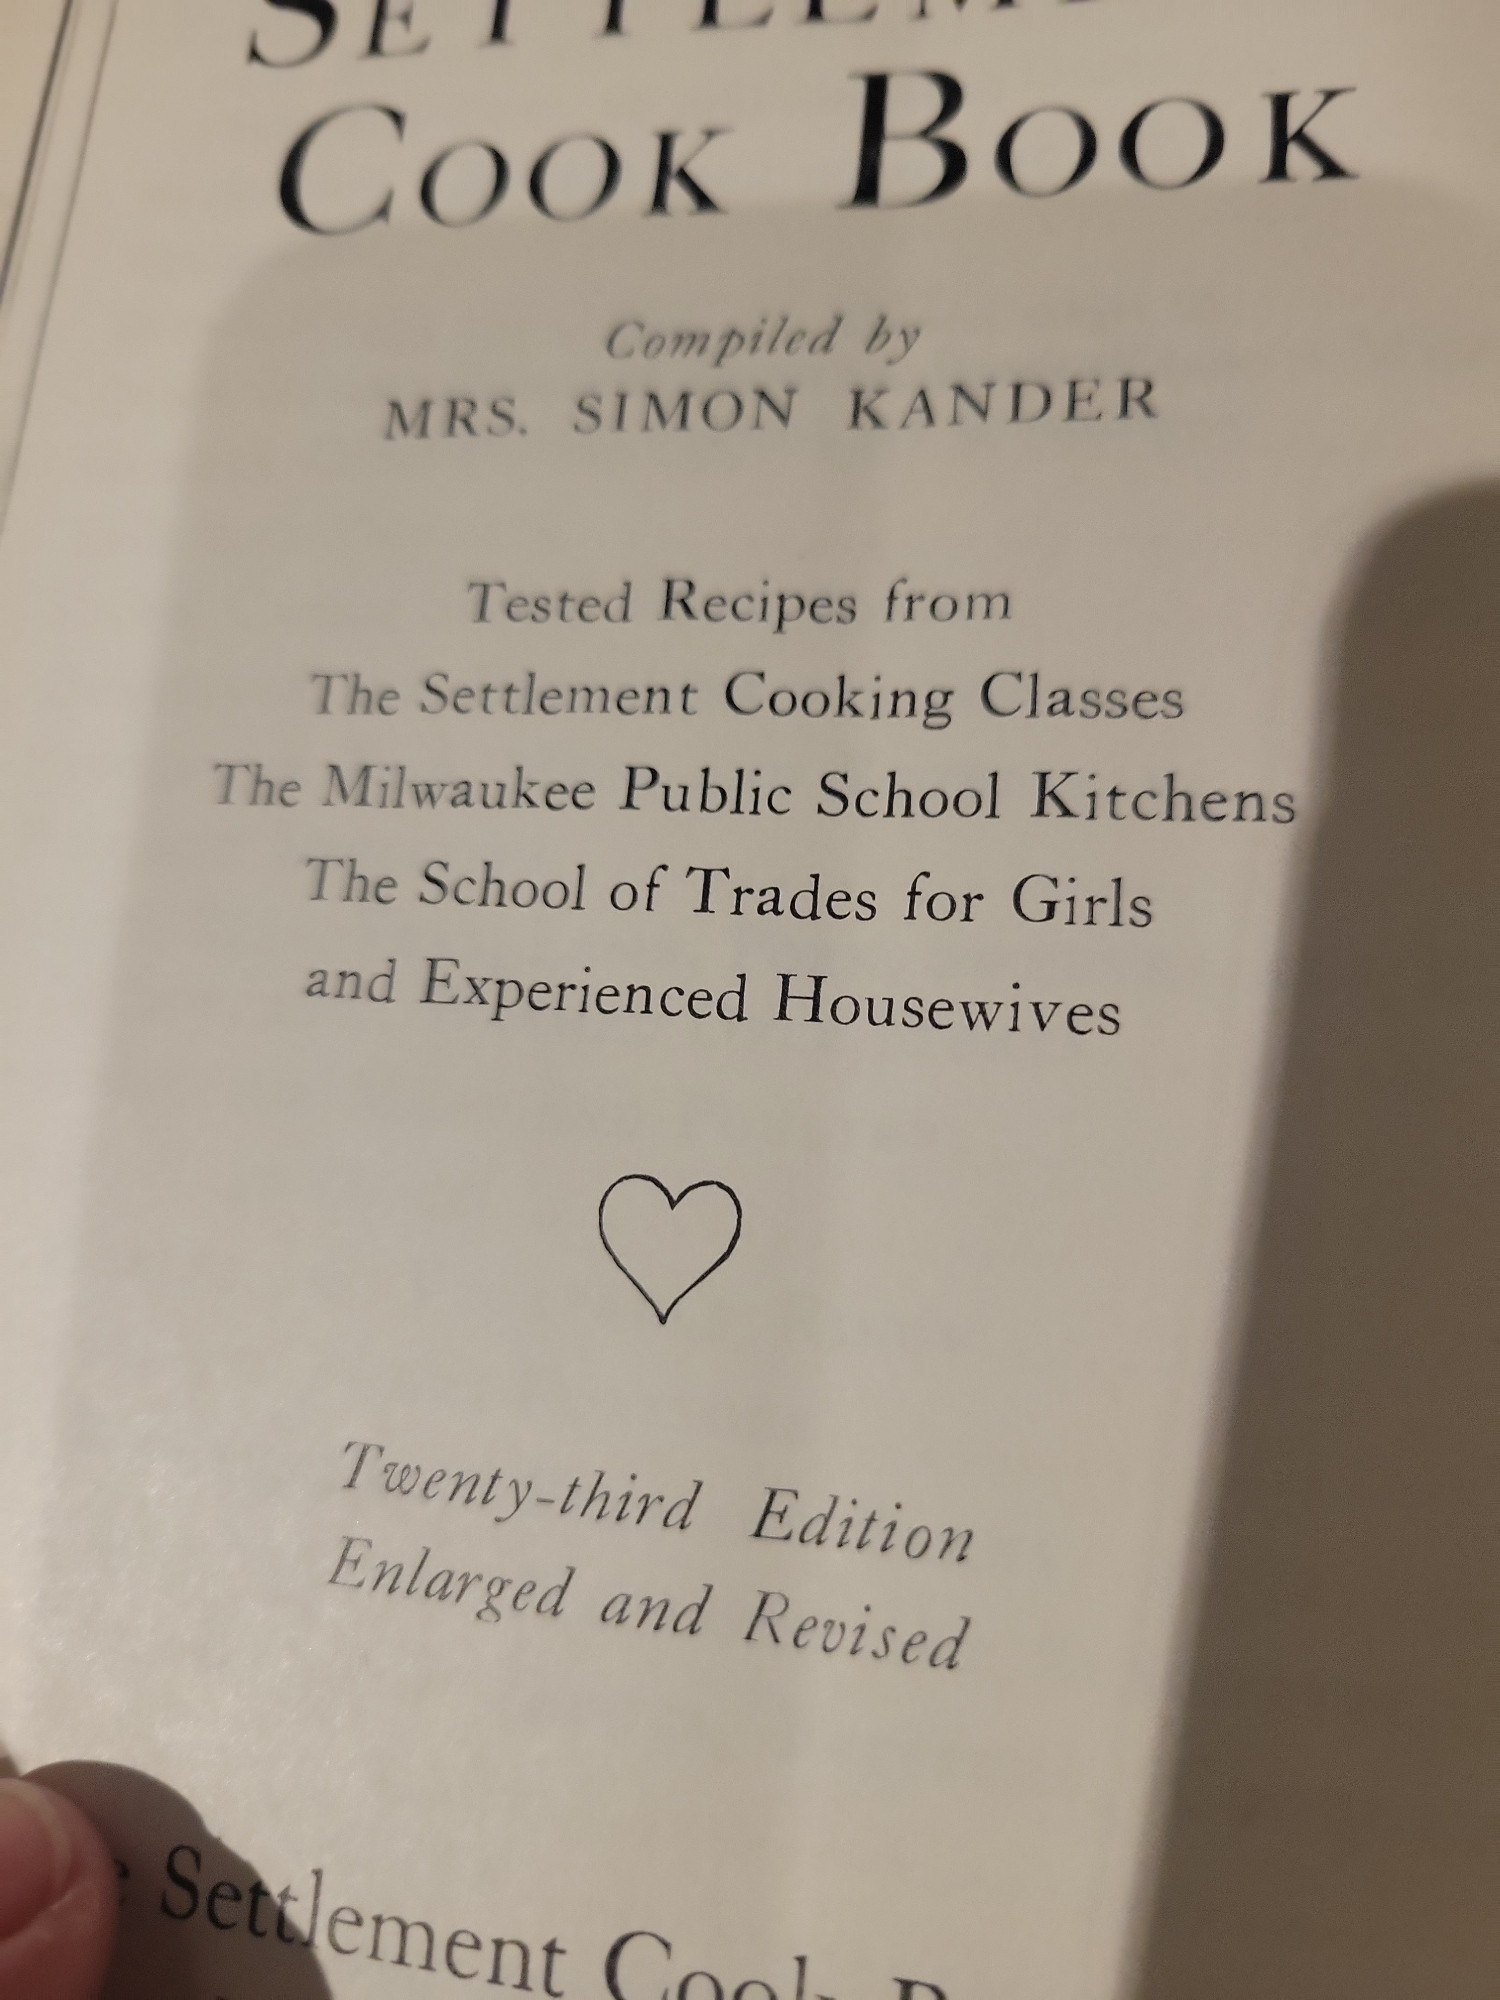 COOK BOOK
Compiled by
MRS. SIMON KANDER
Tested Recipes from
The Settlement Cooking Classes
The Milwaukee Public School Kitchens
The School of Trades for Girls
and Experienced Housewives
Twenty-third Edition
Enlarged and Revised
Settlement